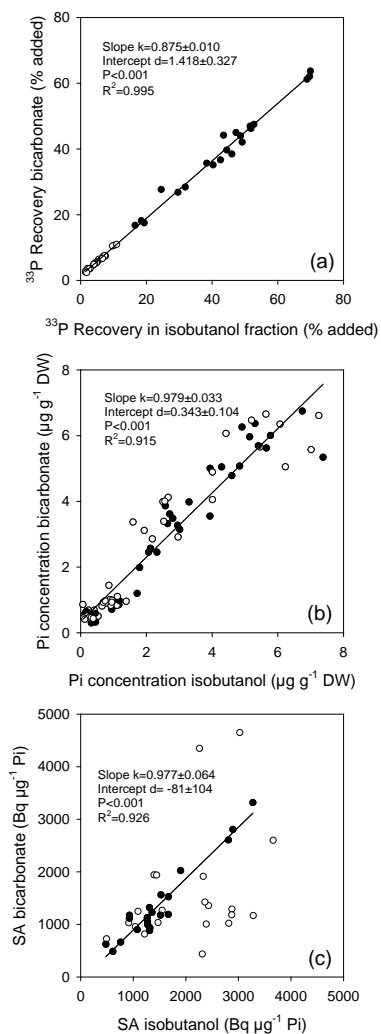 ³³P Recovery bicarbonate (% added)
80
60
40
20
0
Slope k=0.875±0.010
Intercept d=1.418±0.327
P<0.001
R²=0.995
(a)
0 20 40 60 80
³³P Recovery in isobutanol fraction (% added)
Pi concentration bicarbonate (µg g⁻¹ DW)
8
6
4
2
0
Slope k=0.979±0.033
Intercept d=0.343±0.104
P<0.001
R²=0.915
(b)
0 2 4 6 8
Pi concentration isobutanol (µg g⁻¹ DW)
SA bicarbonate (Bq µg⁻¹ Pi)
5000
4000
3000
2000
1000
0
Slope k=0.977±0.064
Intercept d= -81±104
P<0.001
R²=0.926
(c)
0 1000 2000 3000 4000 5000
SA isobutanol (Bq µg⁻¹ Pi)